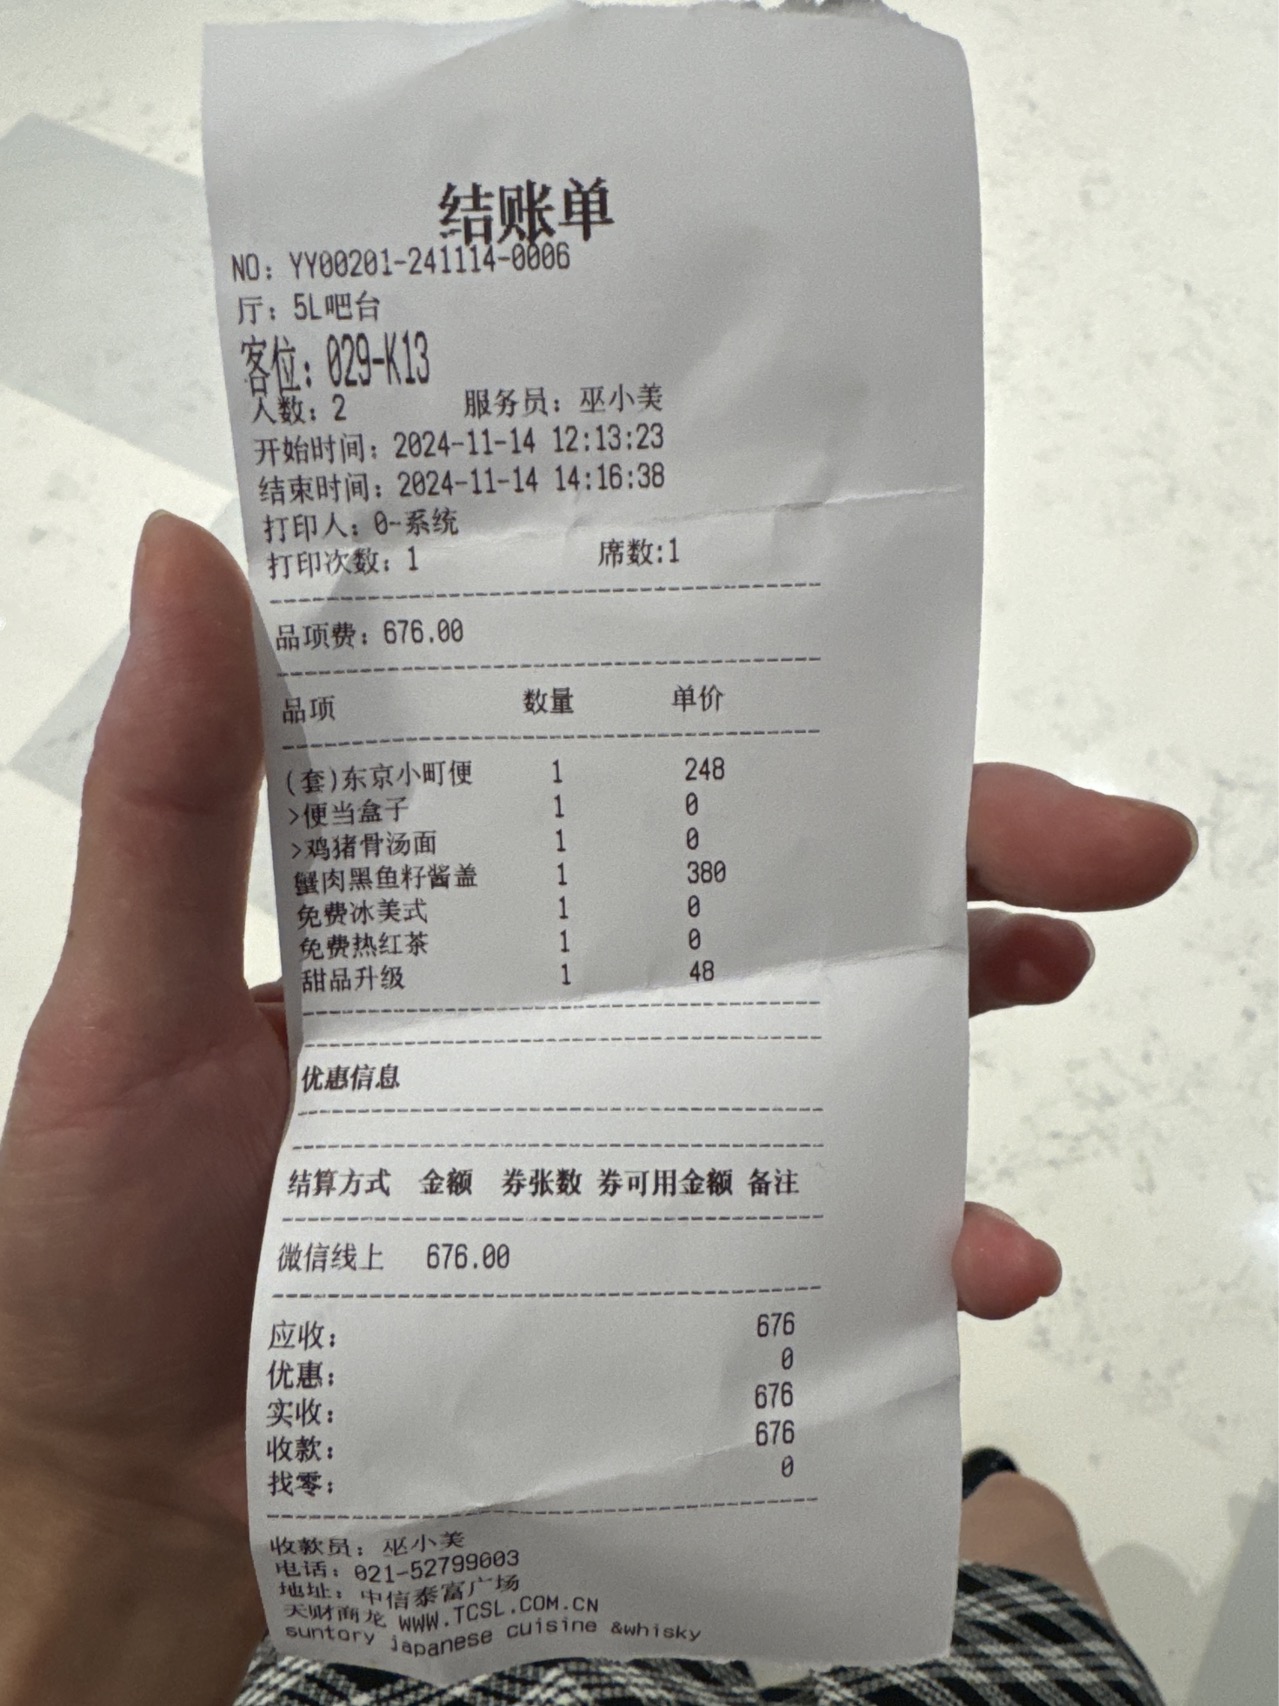 结账单
NO: YY00201-241114-0006
厅: 5L吧台
客位: 029-K13
人数: 2 服务员: 巫小美
开始时间: 2024-11-14 12:13:23
结束时间: 2024-11-14 14:16:38
打印人: 0-系统
打印次数: 1 席数:1
品项费: 676.00
品项 数量 单价
(套)东京小町便 1 248
>便当盒子 1 0
>鸡猪骨汤面 1 0
蟹肉黑鱼籽酱盖 1 380
免费冰美式 1 0
免费热红茶 1 0
甜品升级 1 48
优惠信息
结算方式 金额 券张数 券可用金额 备注
微信线上 676.00
应收: 676
优惠: 0
实收: 676
收款: 676
找零: 0
收款员: 巫小美
电话: 021-52799003
地址: 中信泰富广场
天财商龙 WWW.TCSL.COM.CN
suntory japanese cuisine &whisky